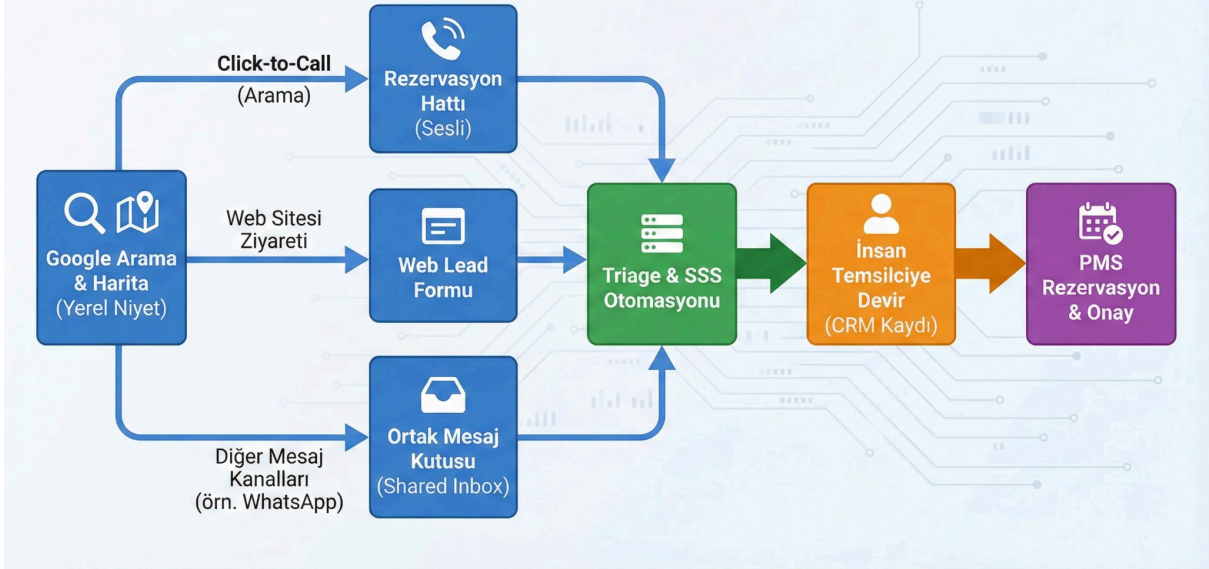 Click-to-Call
(Arama)
Rezervasyon
Hattı
(Sesli)
Google Arama
& Harita
(Yerel Niyet)
Web Sitesi
Ziyareti
Web Lead
Formu
Diğer Mesaj
Kanalları
(örn. WhatsApp)
Ortak Mesaj
Kutusu
(Shared Inbox)
Triage & SSS
Otomasyonu
İnsan
Temsilciye
Devir
(CRM Kaydı)
PMS
Rezervasyon
& Onay